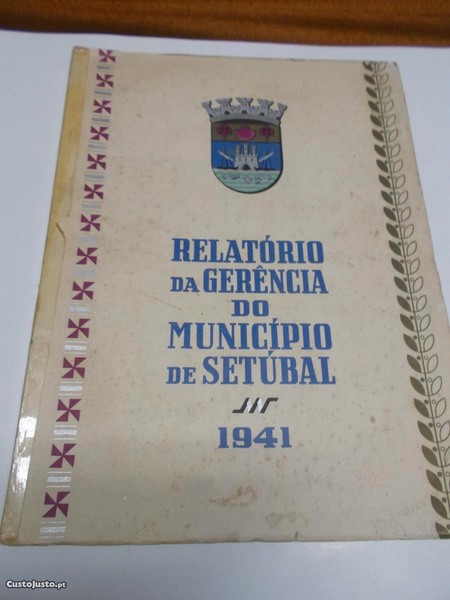 RELATÓRIO
DA GERÊNCIA
DO
MUNICÍPIO
DE SETÚBAL
1941
CustoJusto.pt